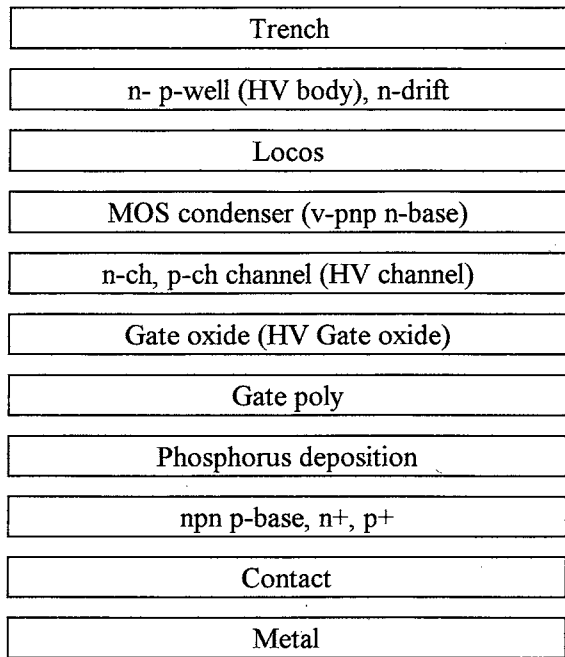 Trench
n- p-well (HV body), n-drift
Locos
MOS condenser (v-pnp n-base)
n-ch, p-ch channel (HV channel)
Gate oxide (HV Gate oxide)
Gate poly
Phosphorus deposition
npn p-base, n+, p+
Contact
Metal